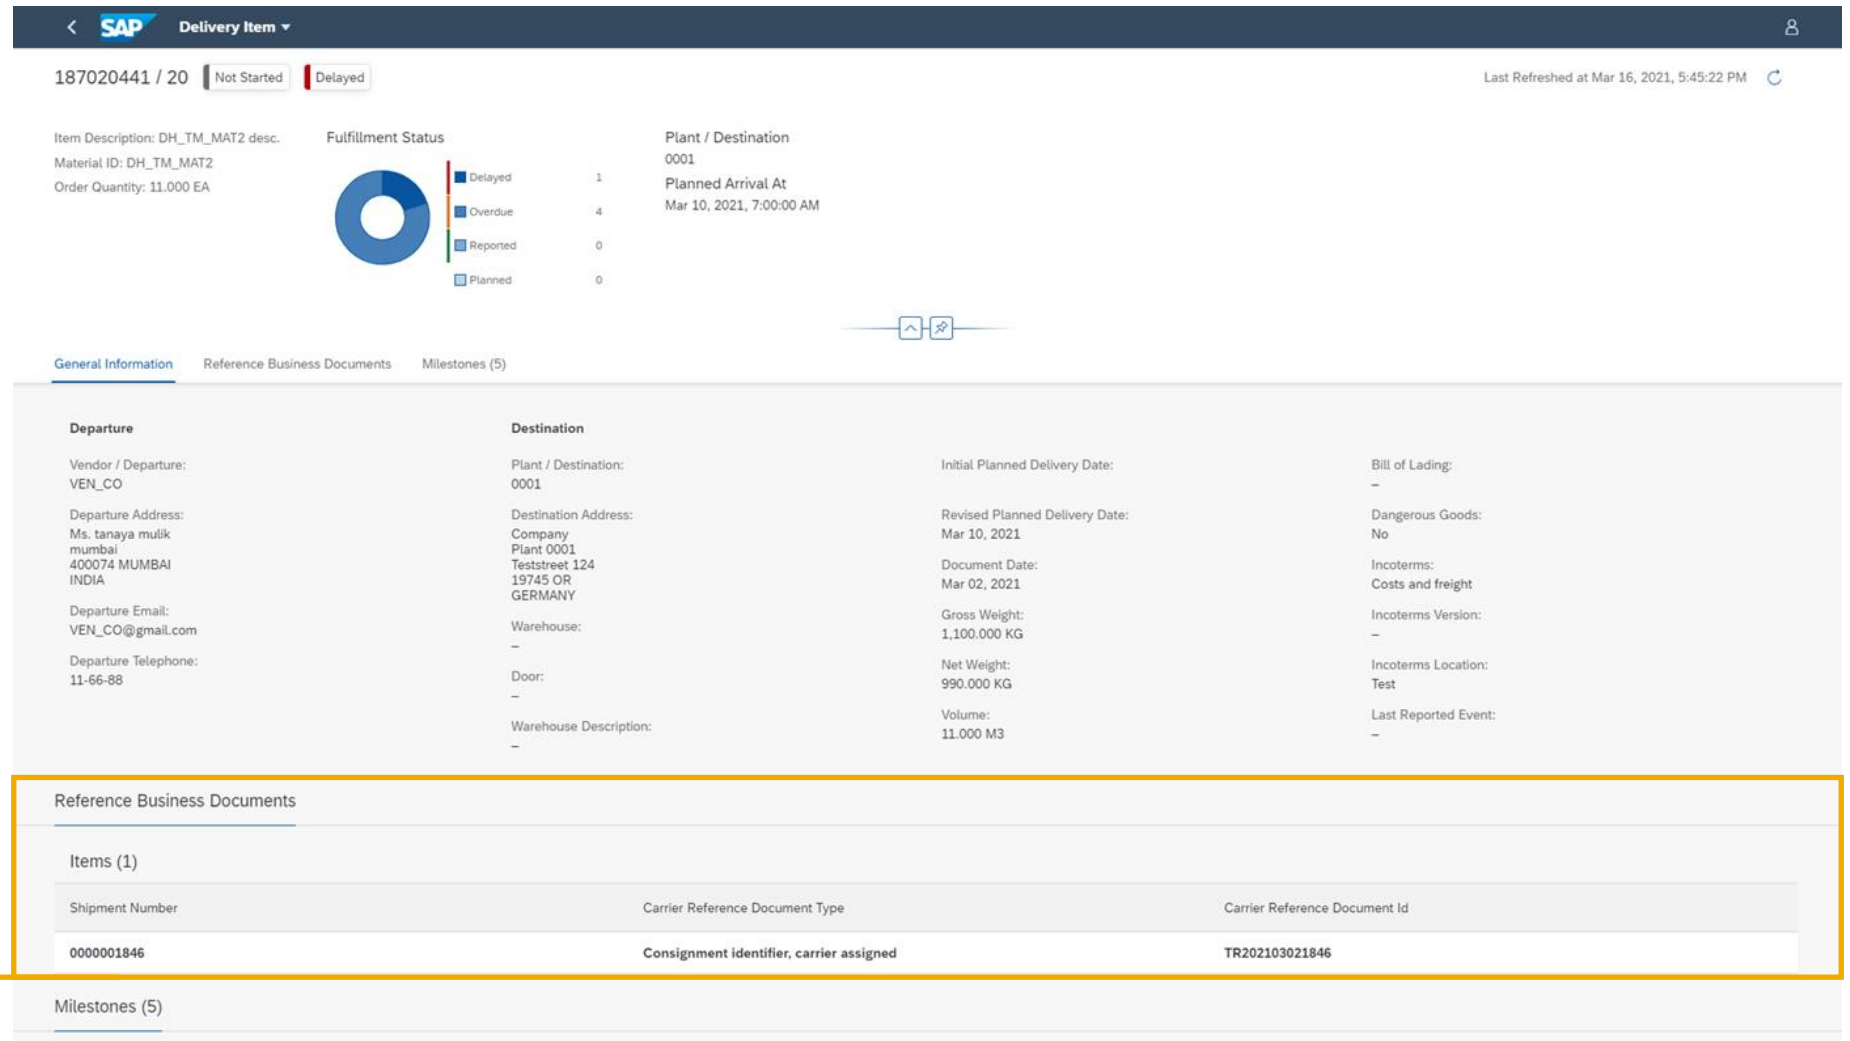 SAP Delivery Item
187020441 / 20 Not Started Delayed
Last Refreshed at Mar 16, 2021, 5:45:22 PM
Item Description: DH_TM_MAT2 desc.
Material ID: DH_TM_MAT2
Order Quantity: 11.000 EA
Fulfillment Status
Delayed 1
Overdue 4
Reported 0
Planned 0
Plant / Destination
0001
Planned Arrival At
Mar 10, 2021, 7:00:00 AM
General Information Reference Business Documents Milestones (5)
Departure
Vendor / Departure:
VEN_CO
Departure Address:
Ms. tanaya mulik
mumbai
400074 MUMBAI
INDIA
Departure Email:
VEN_CO@gmail.com
Departure Telephone:
11-66-88
Destination
Plant / Destination:
0001
Destination Address:
Company
Plant 0001
Teststreet 124
19745 OR
GERMANY
Warehouse:
–
Door:
–
Warehouse Description:
–
Initial Planned Delivery Date:
Revised Planned Delivery Date:
Mar 10, 2021
Document Date:
Mar 02, 2021
Gross Weight:
1,100.000 KG
Net Weight:
990.000 KG
Volume:
11.000 M3
Bill of Lading:
–
Dangerous Goods:
No
Incoterms:
Costs and freight
Incoterms Version:
–
Incoterms Location:
Test
Last Reported Event:
–
Reference Business Documents
Items (1)
Shipment Number Carrier Reference Document Type Carrier Reference Document Id
0000001846 Consignment identifier, carrier assigned TR202103021846
Milestones (5)